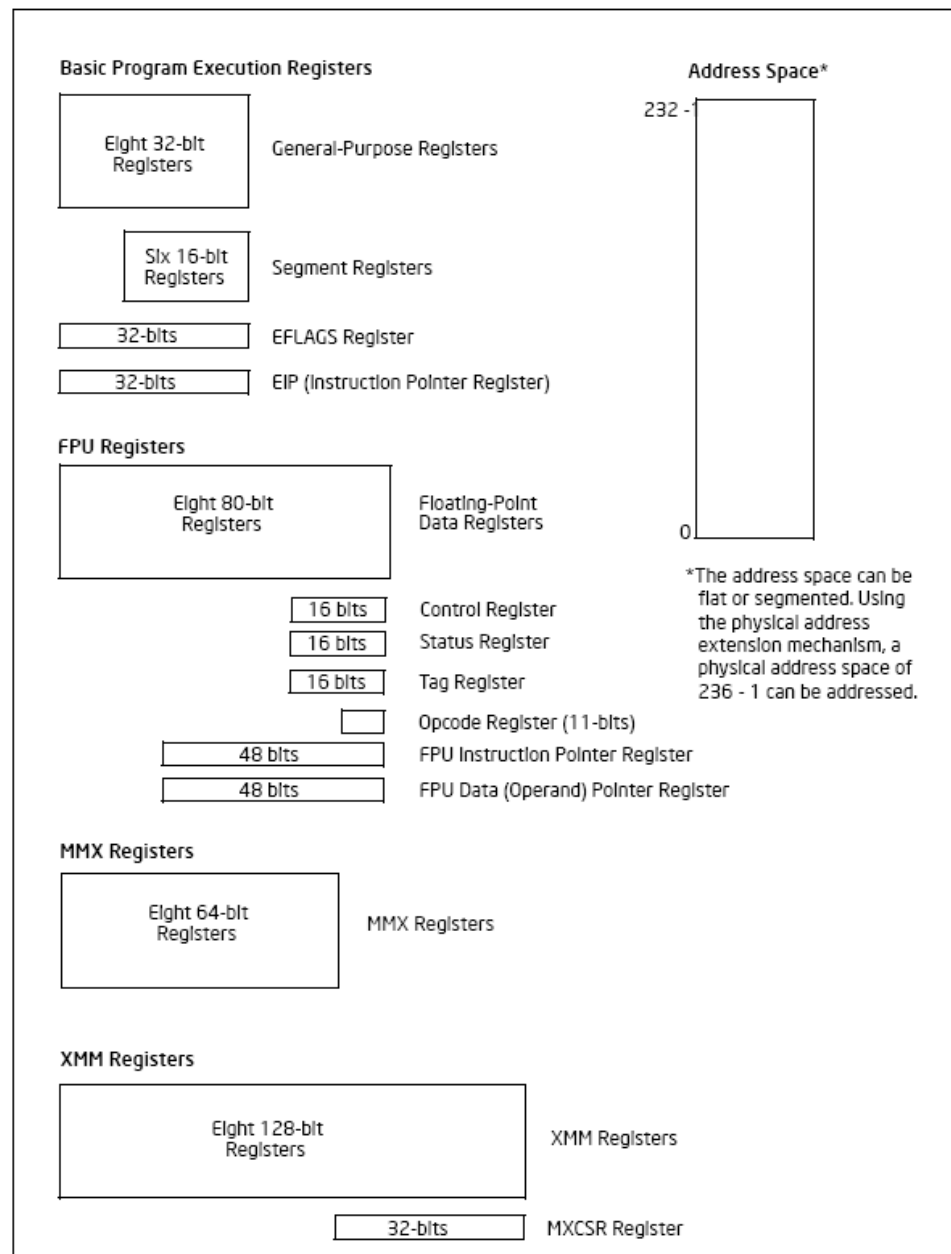 Basic Program Execution Registers
Address Space*
232 -1
Eight 32-bit
Registers
General-Purpose Registers
Six 16-bit
Registers
Segment Registers
32-bits
EFLAGS Register
32-bits
EIP (Instruction Pointer Register)
FPU Registers
Eight 80-bit
Registers
Floating-Point
Data Registers
0
*The address space can be
flat or segmented. Using
the physical address
extension mechanism, a
physical address space of
236 - 1 can be addressed.
16 bits
Control Register
16 bits
Status Register
16 bits
Tag Register
Opcode Register (11-bits)
48 bits
FPU Instruction Pointer Register
48 bits
FPU Data (Operand) Pointer Register
MMX Registers
Eight 64-bit
Registers
MMX Registers
XMM Registers
Eight 128-bit
Registers
XMM Registers
32-bits
MXCSR Register